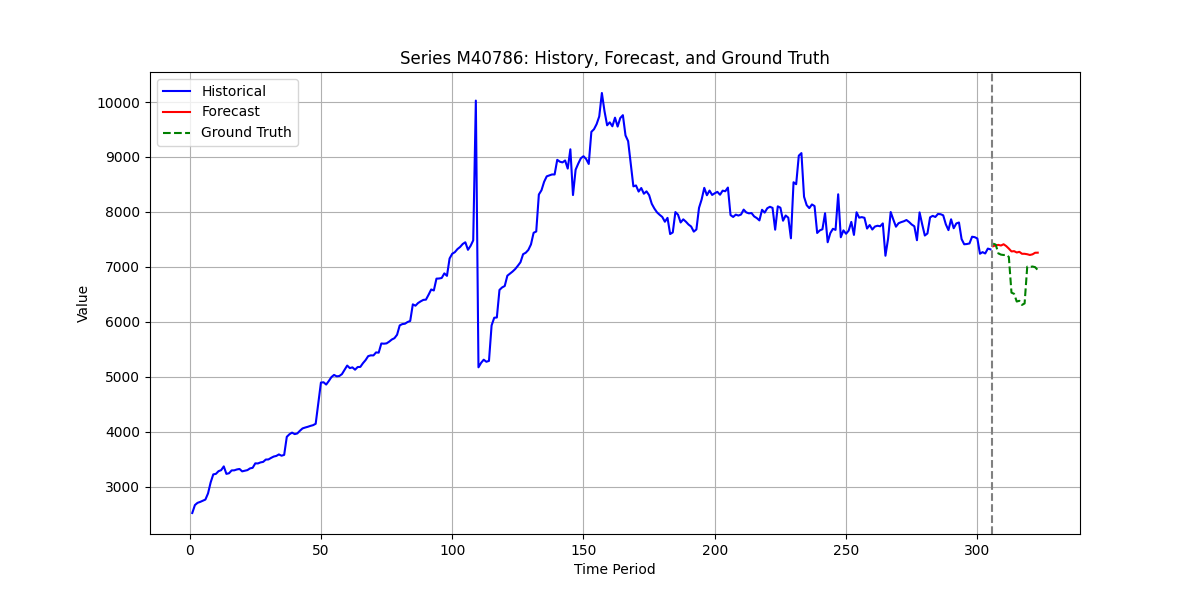 Series M40786: History, Forecast, and Ground Truth
Historical
Forecast
Ground Truth
10000
9000
8000
7000
6000
5000
4000
3000
Value
0 50 100 150 200 250 300
Time Period